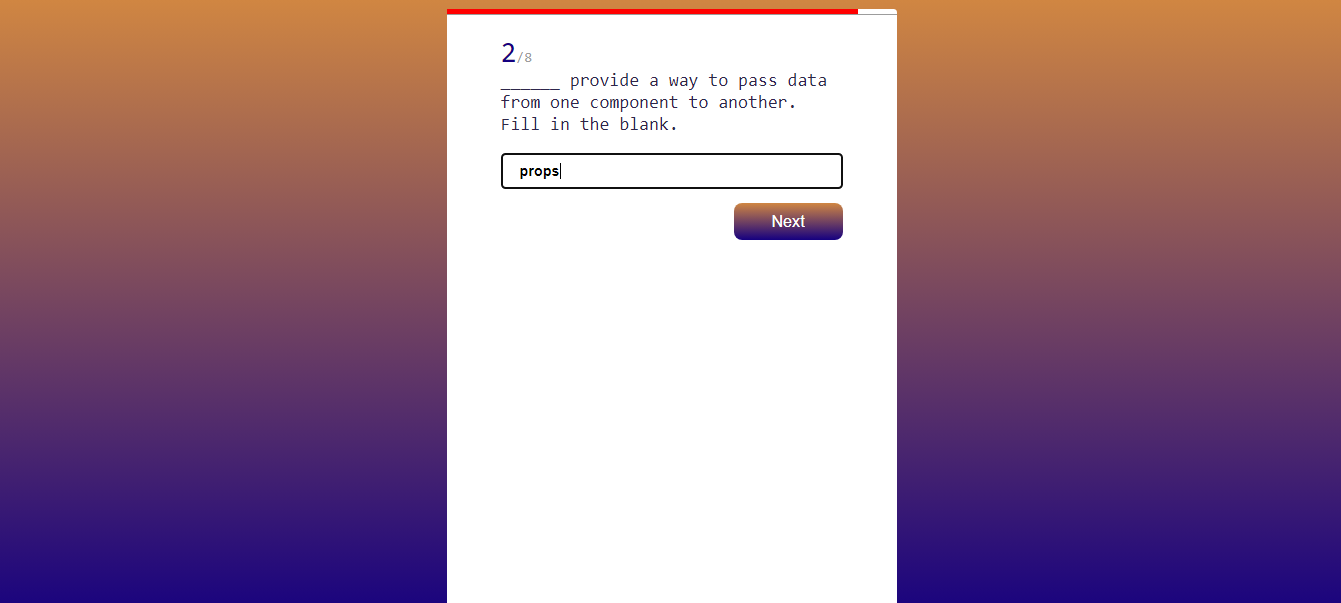 2/8
______ provide a way to pass data
from one component to another.
Fill in the blank.
props
Next